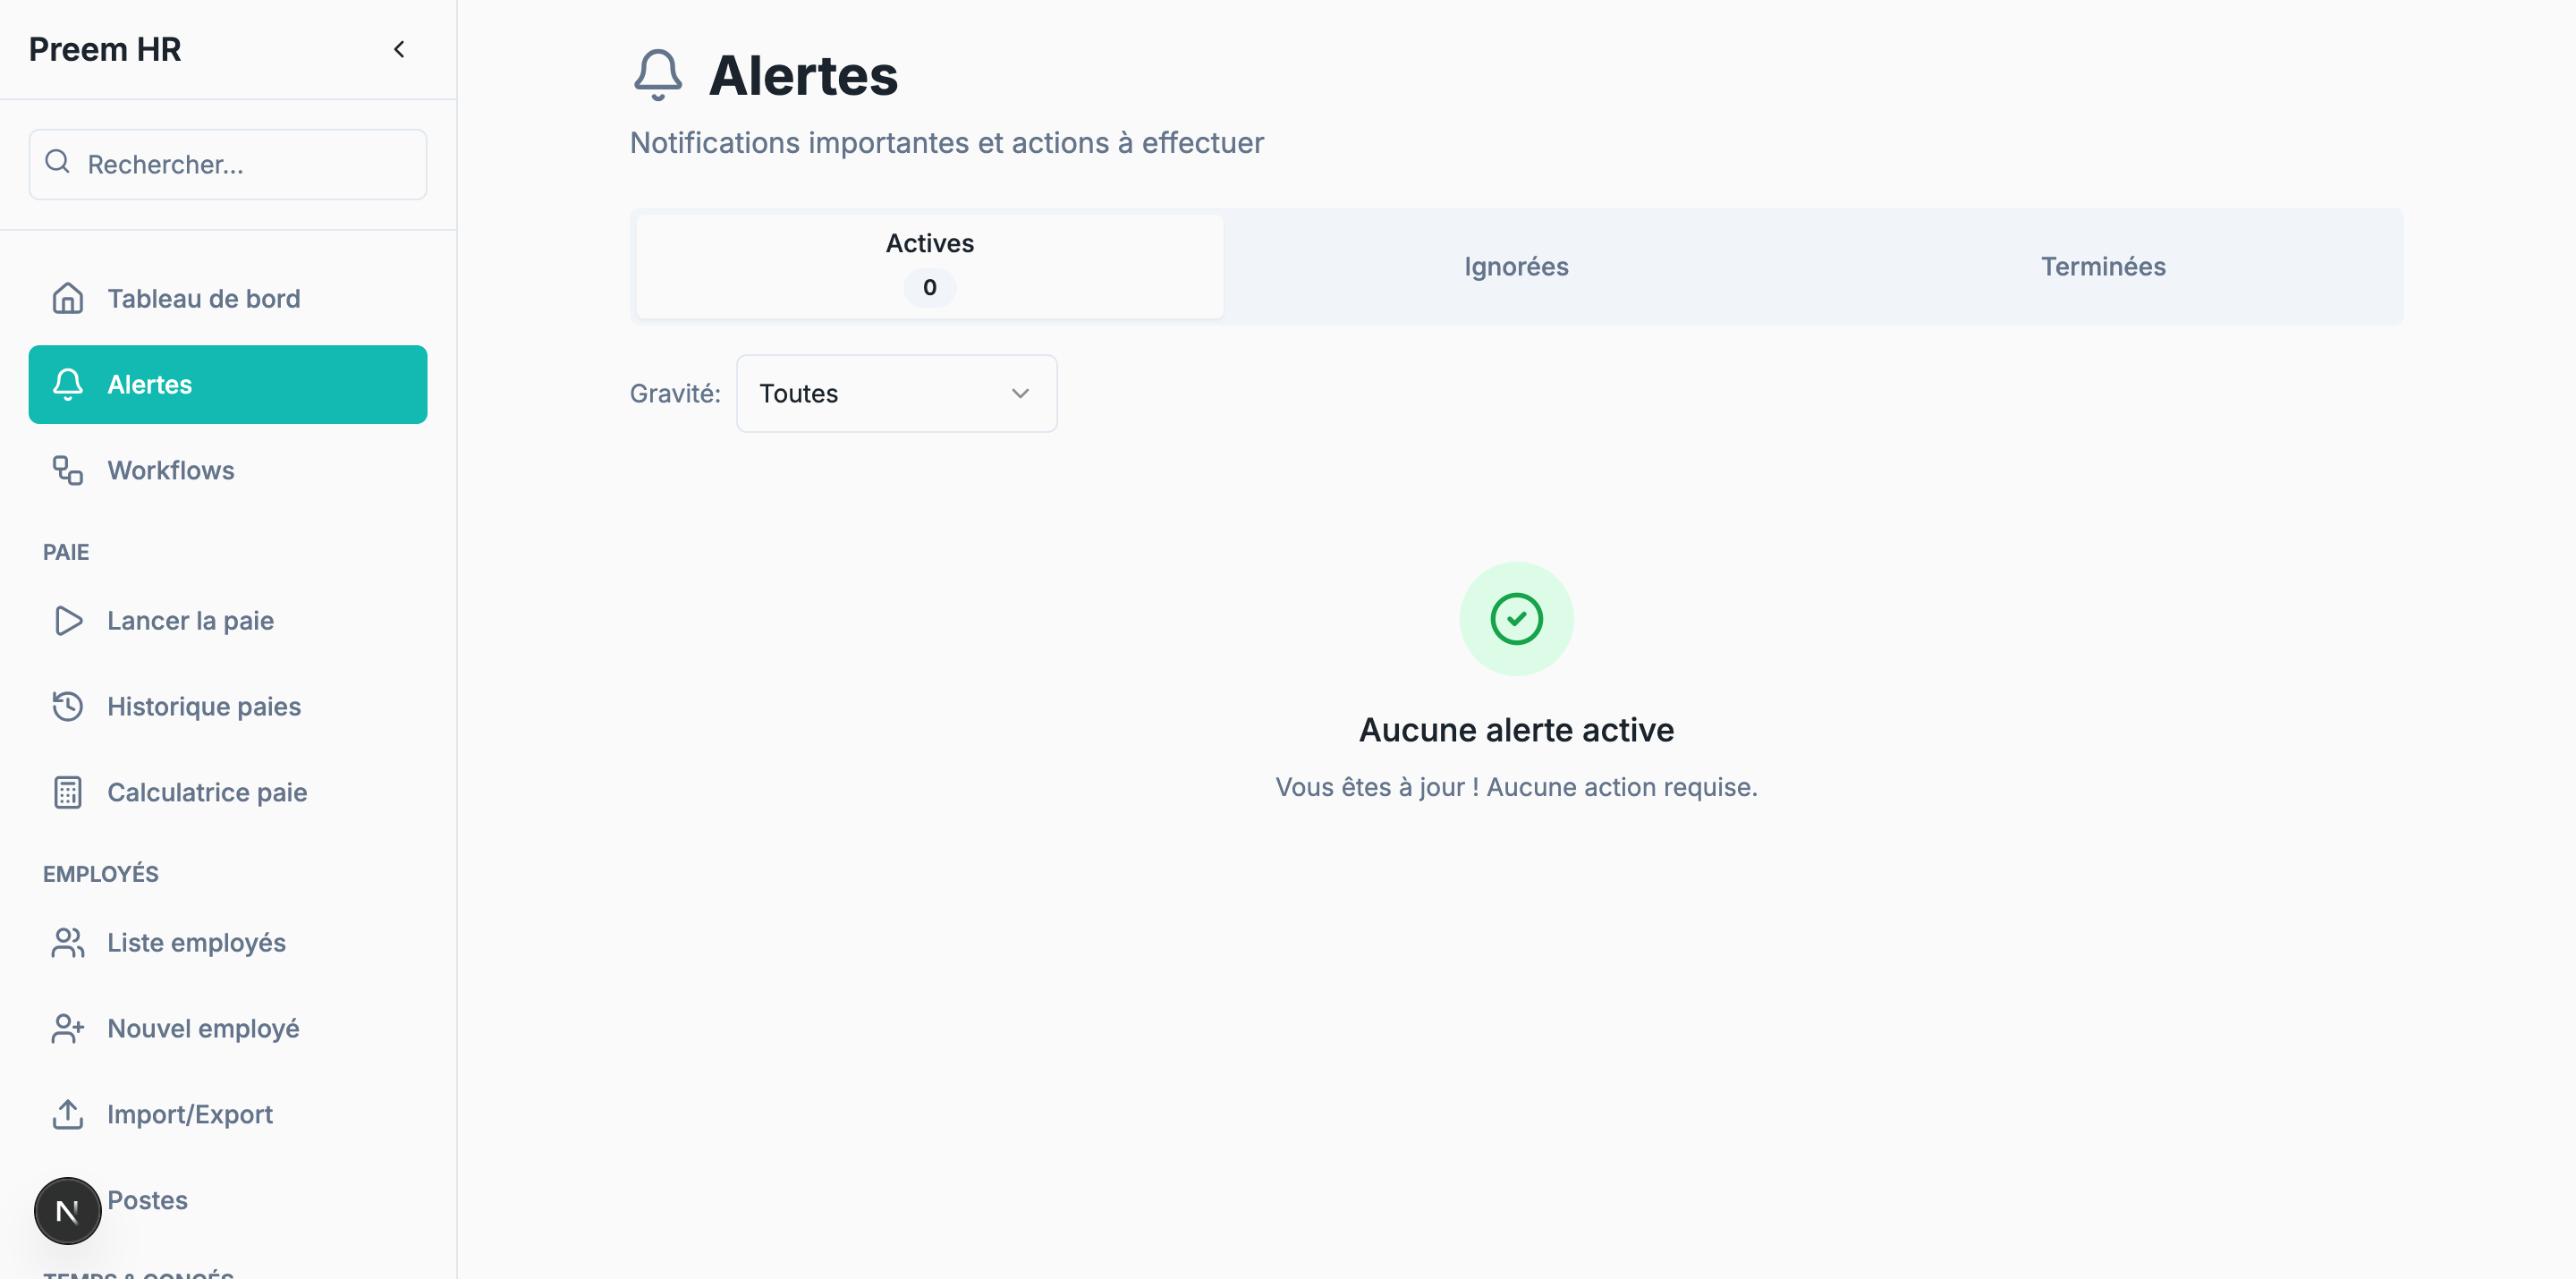 Preem HR
Rechercher...
Tableau de bord
Alertes
Workflows
PAIE
Lancer la paie
Historique paies
Calculatrice paie
EMPLOYÉS
Liste employés
Nouvel employé
Import/Export
Postes
N
TEMPS & CONGÉS
Alertes
Notifications importantes et actions à effectuer
Actives
0
Ignorées
Terminées
Gravité:
Toutes
Aucune alerte active
Vous êtes à jour ! Aucune action requise.